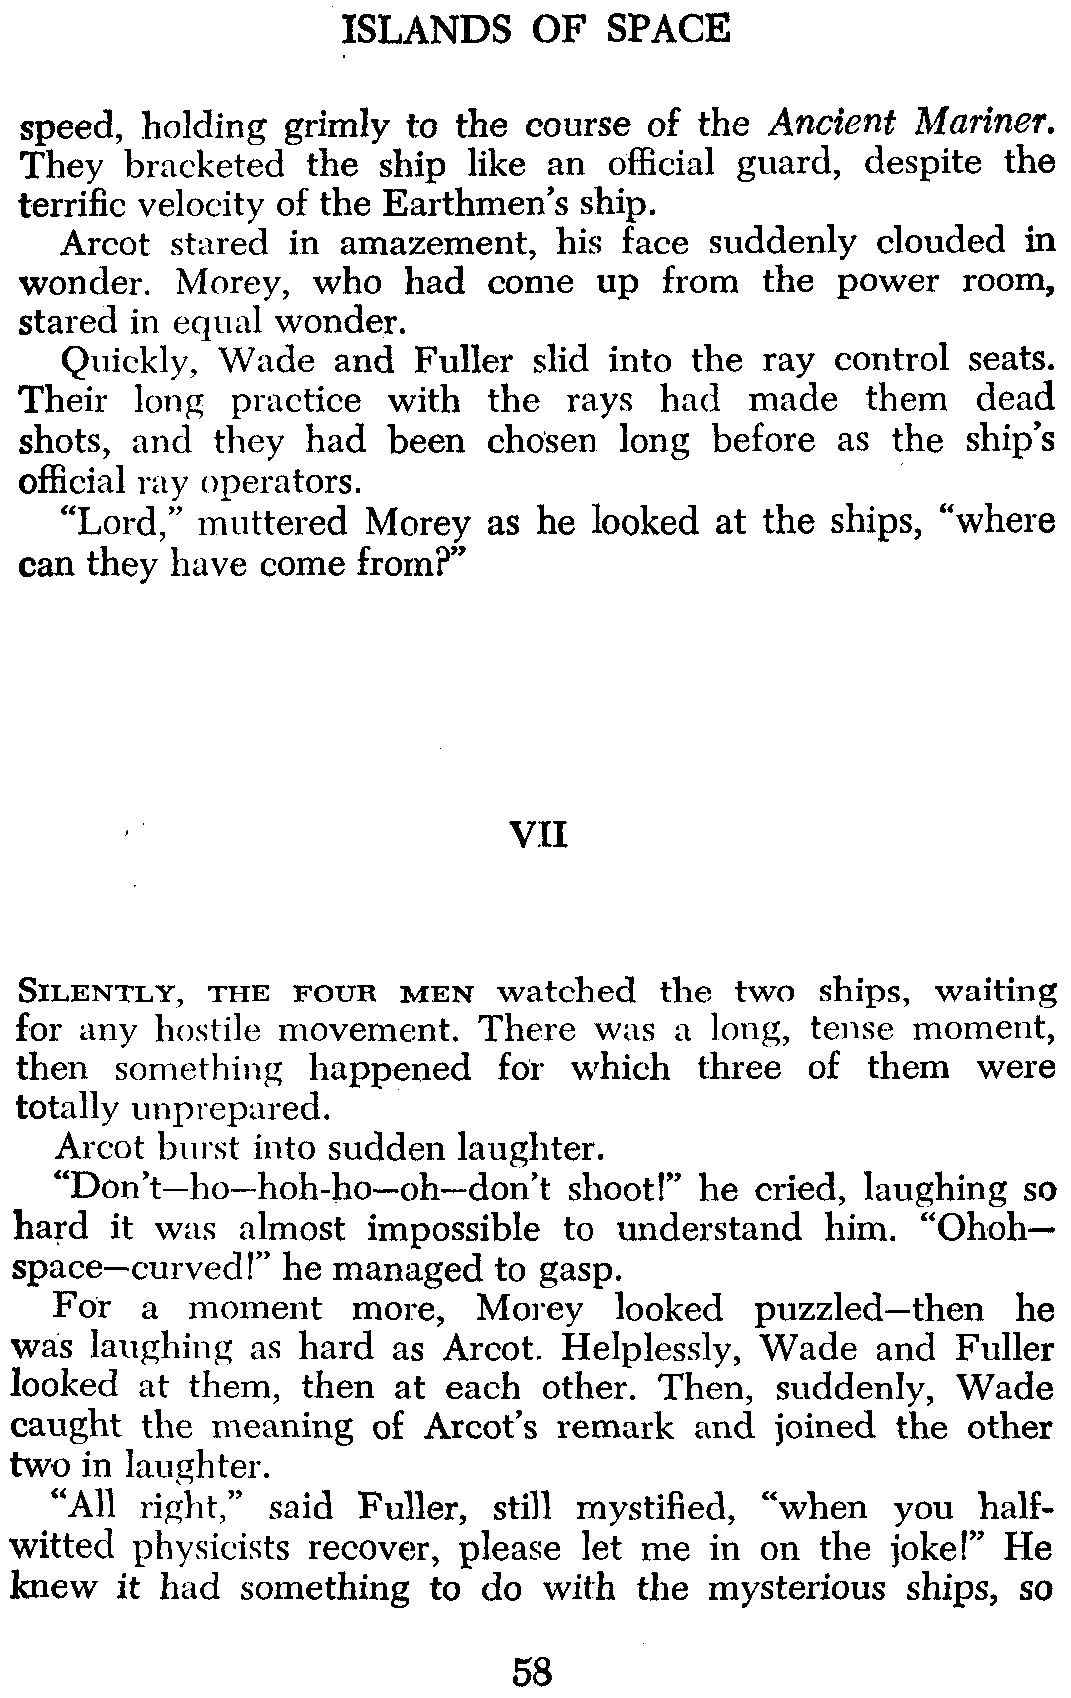 ISLANDS OF SPACE
speed, holding grimly to the course of the Ancient Mariner.
They bracketed the ship like an official guard, despite the
terrific velocity of the Earthmen's ship.
Arcot stared in amazement, his face suddenly clouded in
wonder. Morey, who had come up from the power room,
stared in equal wonder.
Quickly, Wade and Fuller slid into the ray control seats.
Their long practice with the rays had made them dead
shots, and they had been chosen long before as the ship's
official ray operators.
“Lord,” muttered Morey as he looked at the ships, “where
can they have come from?”
VII
SILENTLY, THE FOUR MEN watched the two ships, waiting
for any hostile movement. There was a long, tense moment,
then something happened for which three of them were
totally unprepared.
Arcot burst into sudden laughter.
“Don't—ho—hoh-ho—oh—don't shoot!” he cried, laughing so
hard it was almost impossible to understand him. “Ohoh—
space—curved!” he managed to gasp.
For a moment more, Morey looked puzzled—then he
was laughing as hard as Arcot. Helplessly, Wade and Fuller
looked at them, then at each other. Then, suddenly, Wade
caught the meaning of Arcot's remark and joined the other
two in laughter.
“All right,” said Fuller, still mystified, “when you half-
witted physicists recover, please let me in on the joke!” He
knew it had something to do with the mysterious ships, so
58